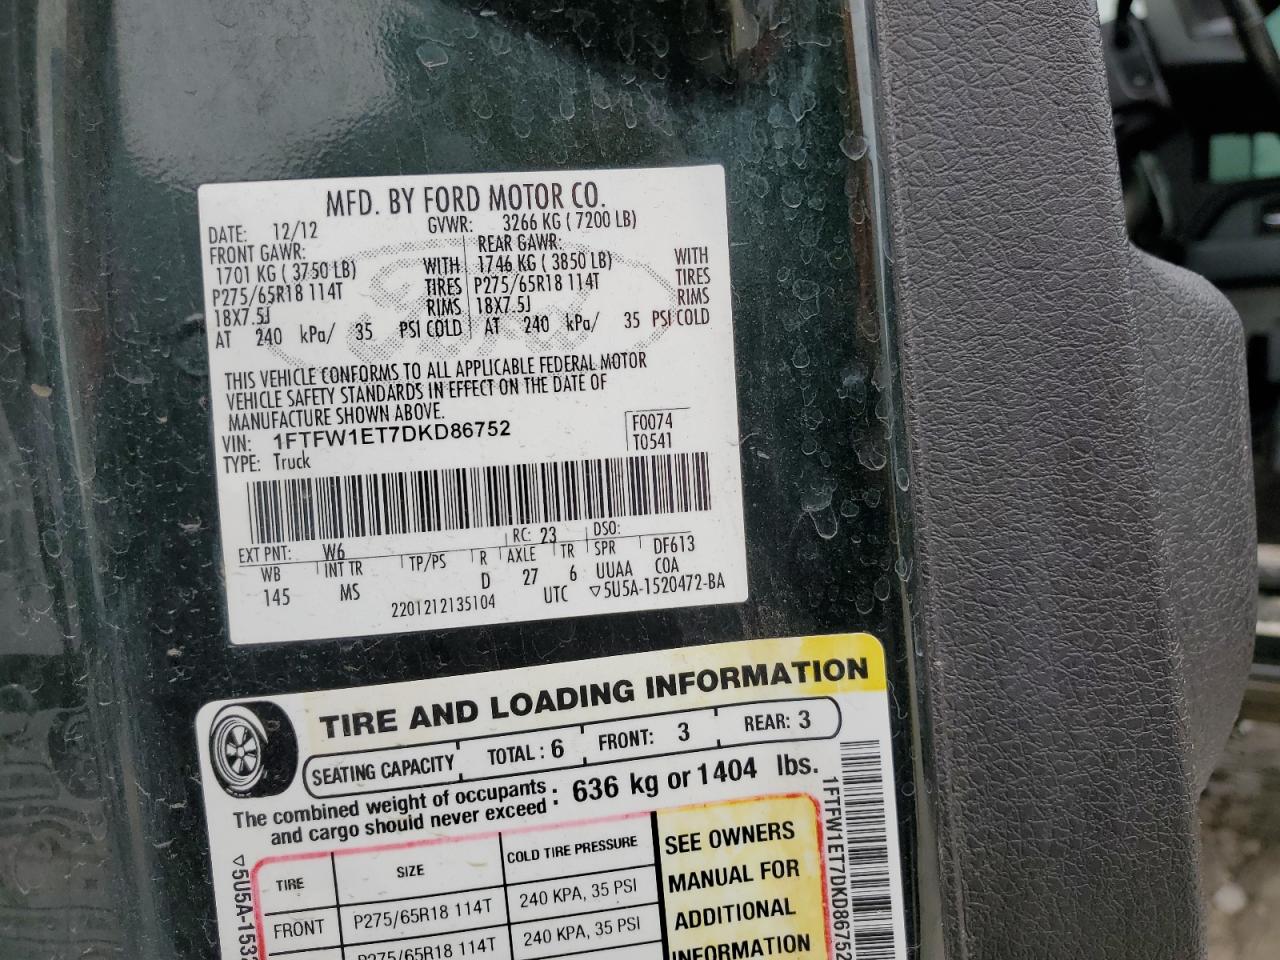 MFD. BY FORD MOTOR CO.
DATE: 12/12 GVWR: 3266 KG ( 7200 LB)
FRONT GAWR: REAR GAWR:
1701 KG ( 3750 LB) WITH 1746 KG ( 3850 LB) WITH
P275/65R18 114T TIRES P275/65R18 114T TIRES
18X7.5J RIMS 18X7.5J RIMS
AT 240 kPa/ 35 PSI COLD AT 240 kPa/ 35 PSI COLD
THIS VEHICLE CONFORMS TO ALL APPLICABLE FEDERAL MOTOR
VEHICLE SAFETY STANDARDS IN EFFECT ON THE DATE OF
MANUFACTURE SHOWN ABOVE.
VIN: 1FTFW1ET7DKD86752 F0074
TYPE: Truck T0541
EXT PNT: W6 RC: 23 DSO:
WB INT TR TP/PS R AXLE TR SPR DF613
145 MS D 27 6 UUAA COA
2201212135104 UTC ▽5U5A-1520472-BA
TIRE AND LOADING INFORMATION
SEATING CAPACITY TOTAL : 6 FRONT: 3 REAR: 3
The combined weight of occupants
and cargo should never exceed : 636 kg or 1404 lbs.
TIRE SIZE COLD TIRE PRESSURE
FRONT P275/65R18 114T 240 KPA, 35 PSI
P275/65R18 114T 240 KPA, 35 PSI
SEE OWNERS
MANUAL FOR
ADDITIONAL
INFORMATION
1FTFW1ET7DKD86752